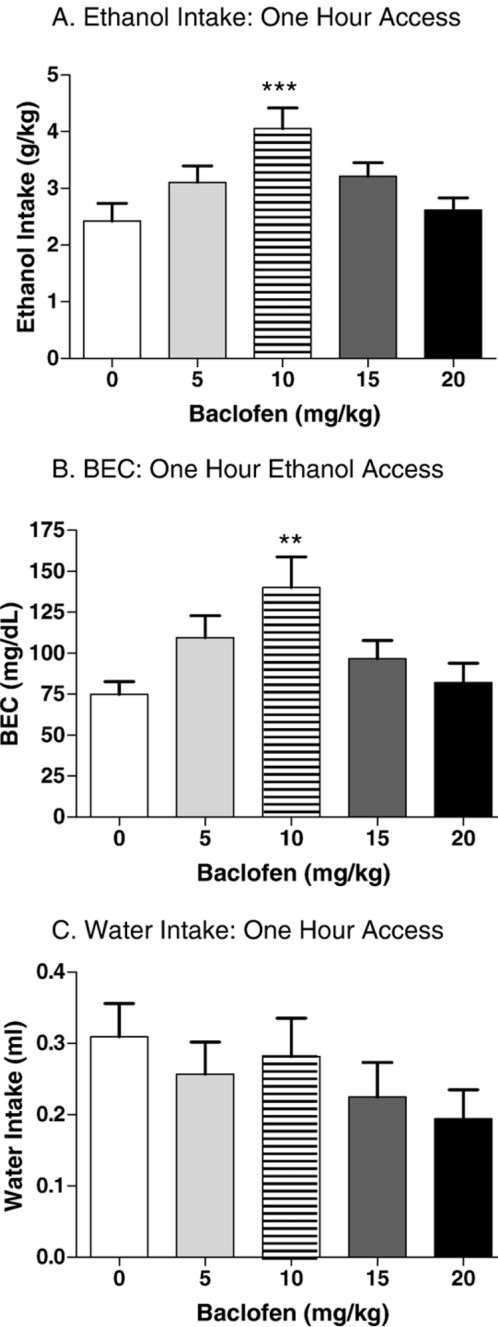 A. Ethanol Intake: One Hour Access
Ethanol Intake (g/kg)
5
4
3
2
1
0
***
0 5 10 15 20
Baclofen (mg/kg)
B. BEC: One Hour Ethanol Access
BEC (mg/dL)
175
150
125
100
75
50
25
0
**
0 5 10 15 20
Baclofen (mg/kg)
C. Water Intake: One Hour Access
Water Intake (ml)
0.4
0.3
0.2
0.1
0.0
0 5 10 15 20
Baclofen (mg/kg)